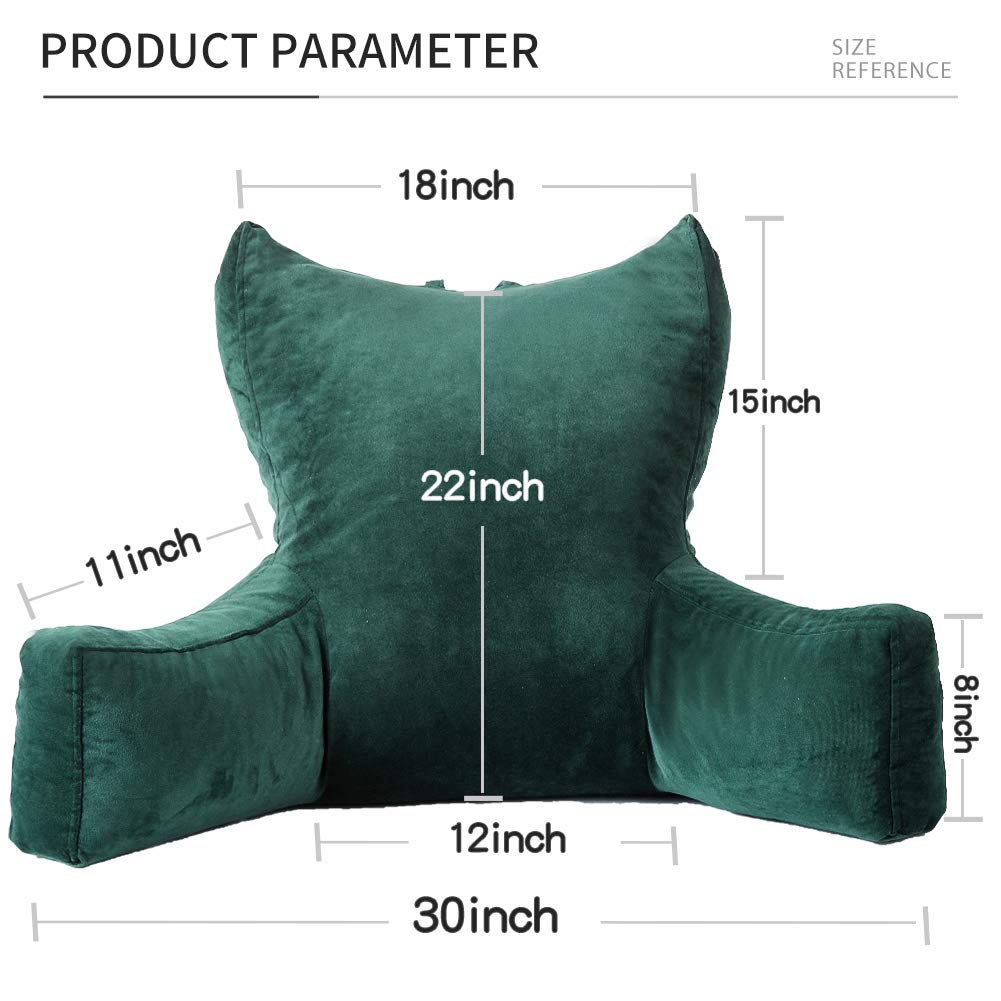 PRODUCT PARAMETER
SIZE
REFERENCE
18inch
15inch
22inch
11inch
8inch
12inch
30inch